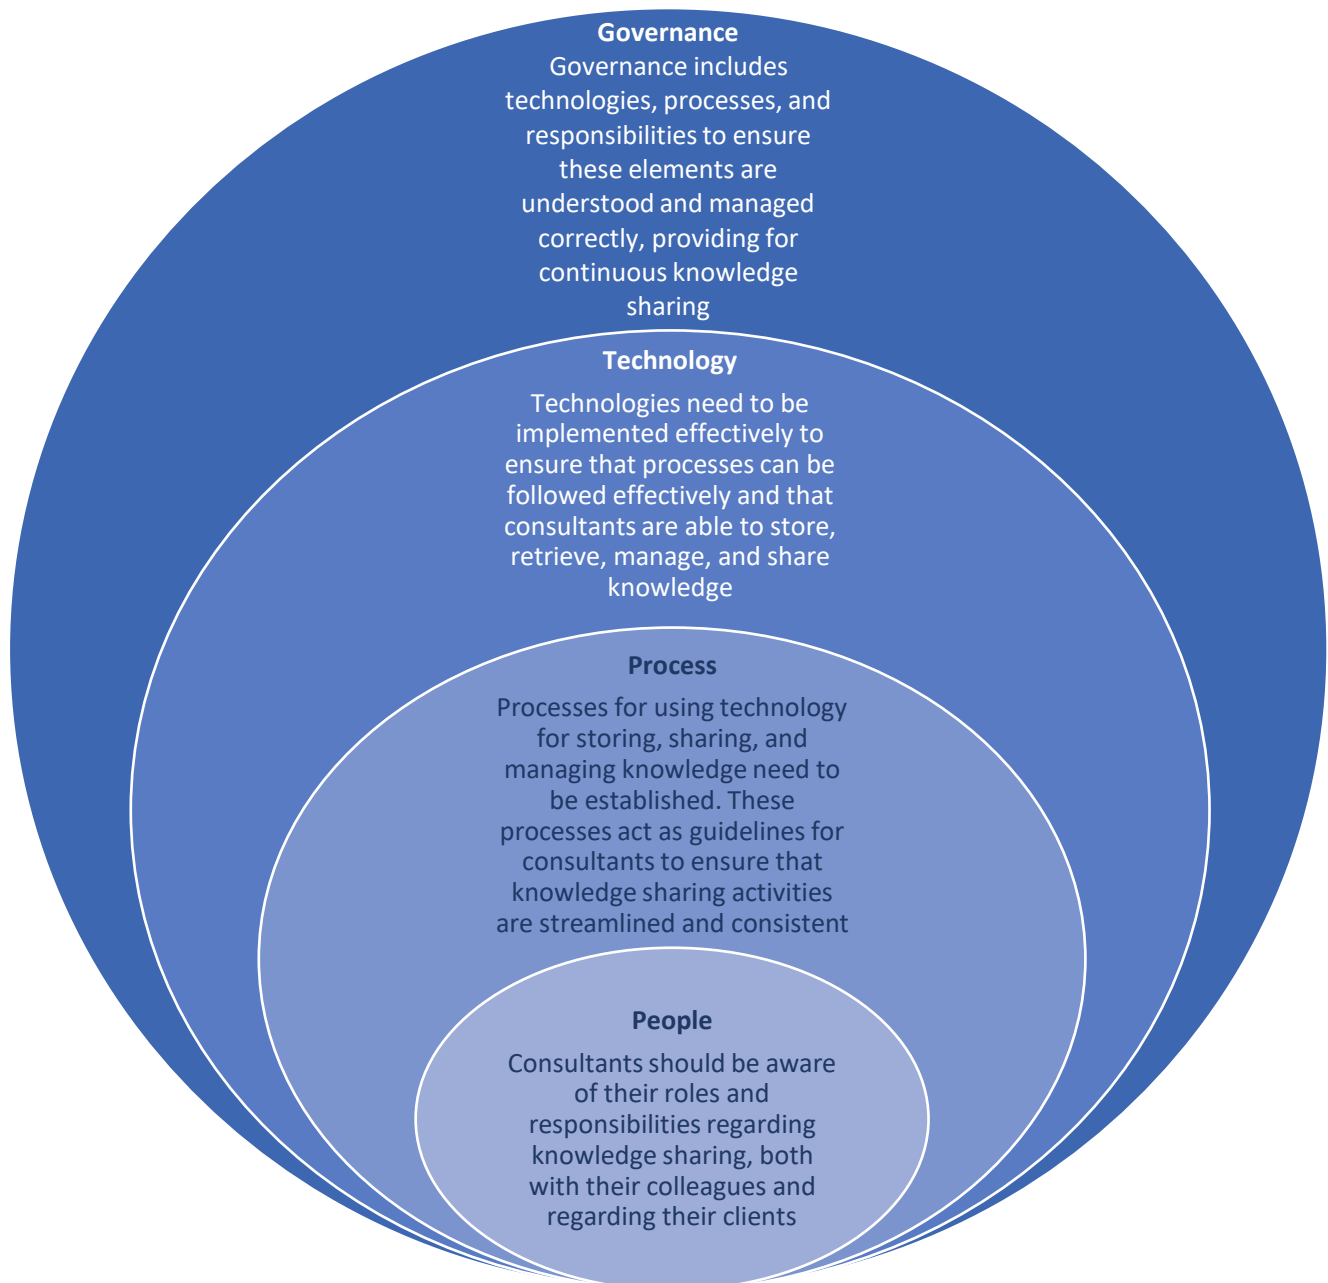 Governance
Governance includes
technologies, processes, and
responsibilities to ensure
these elements are
understood and managed
correctly, providing for
continuous knowledge
sharing
Technology
Technologies need to be
implemented effectively to
ensure that processes can be
followed effectively and that
consultants are able to store,
retrieve, manage, and share
knowledge
Process
Processes for using technology
for storing, sharing, and
managing knowledge need to
be established. These
processes act as guidelines for
consultants to ensure that
knowledge sharing activities
are streamlined and consistent
People
Consultants should be aware
of their roles and
responsibilities regarding
knowledge sharing, both
with their colleagues and
regarding their clients